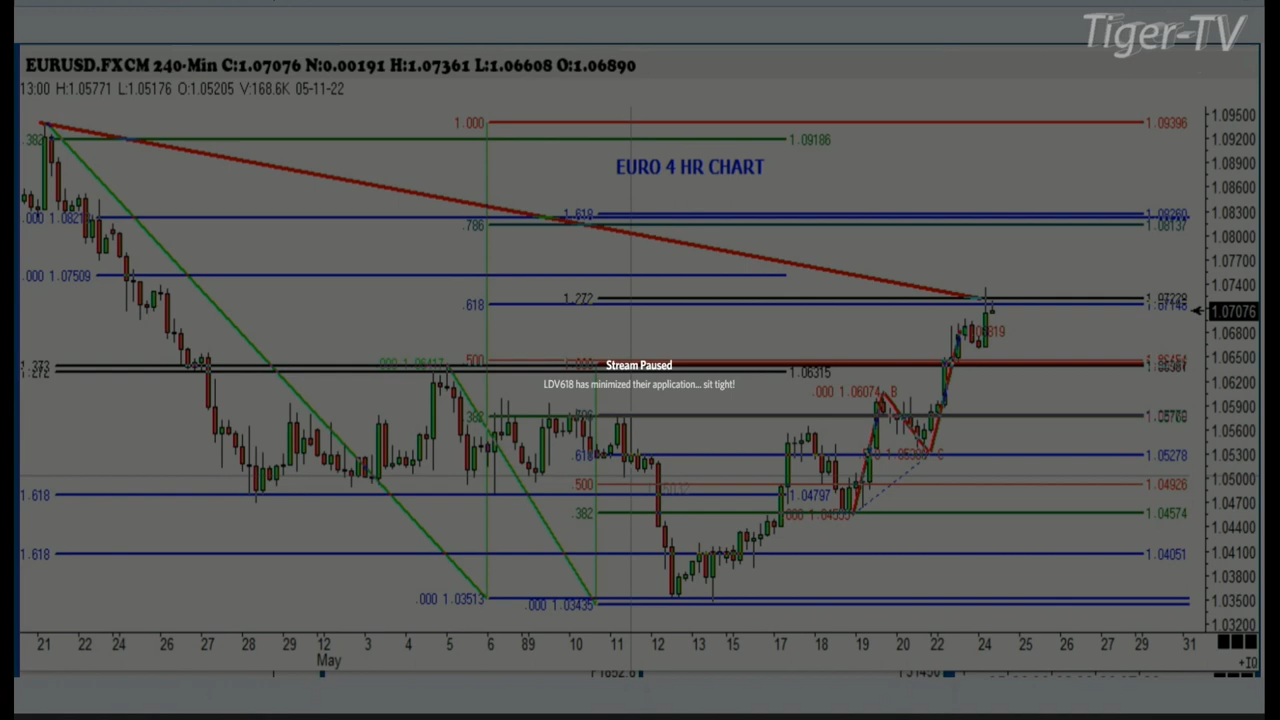 Tiger-TV
EURUSD.FXCM 240-Min C:1.07076 N:0.00191 H:1.07361 L:1.06608 O:1.06890
13:00 H:1.05771 L:1.05176 O:1.05205 V:168.6K 05-11-22
1.09500
1.000 1.09396
.382 1.09186 1.09200
EURO 4 HR CHART
1.08900
1.08600
1.618 1.08300
.786 1.08137
1.08000
.000 1.07509 1.07700
1.07400
1.272
.618 1.07076
1.06800
.500 Stream Paused 1.06500
1.272 1.06315
LDV618 has minimized their application... sit tight!
1.06200
.000 1.06074 B
.382 1.05900
1.05600
.618 1.05278 1.05300
.500 1.04926 1.05000
1.618 1.04797 1.04700
.382 1.04574
1.04400
1.618 1.04051 1.04100
1.03800
.000 1.03513 1.03500
.000 1.03435
1.03200
21 22 24 26 27 28 29 12 3 4 5 6 89 10 11 12 13 15 17 18 19 20 22 24 25 26 27 29 31
May +10